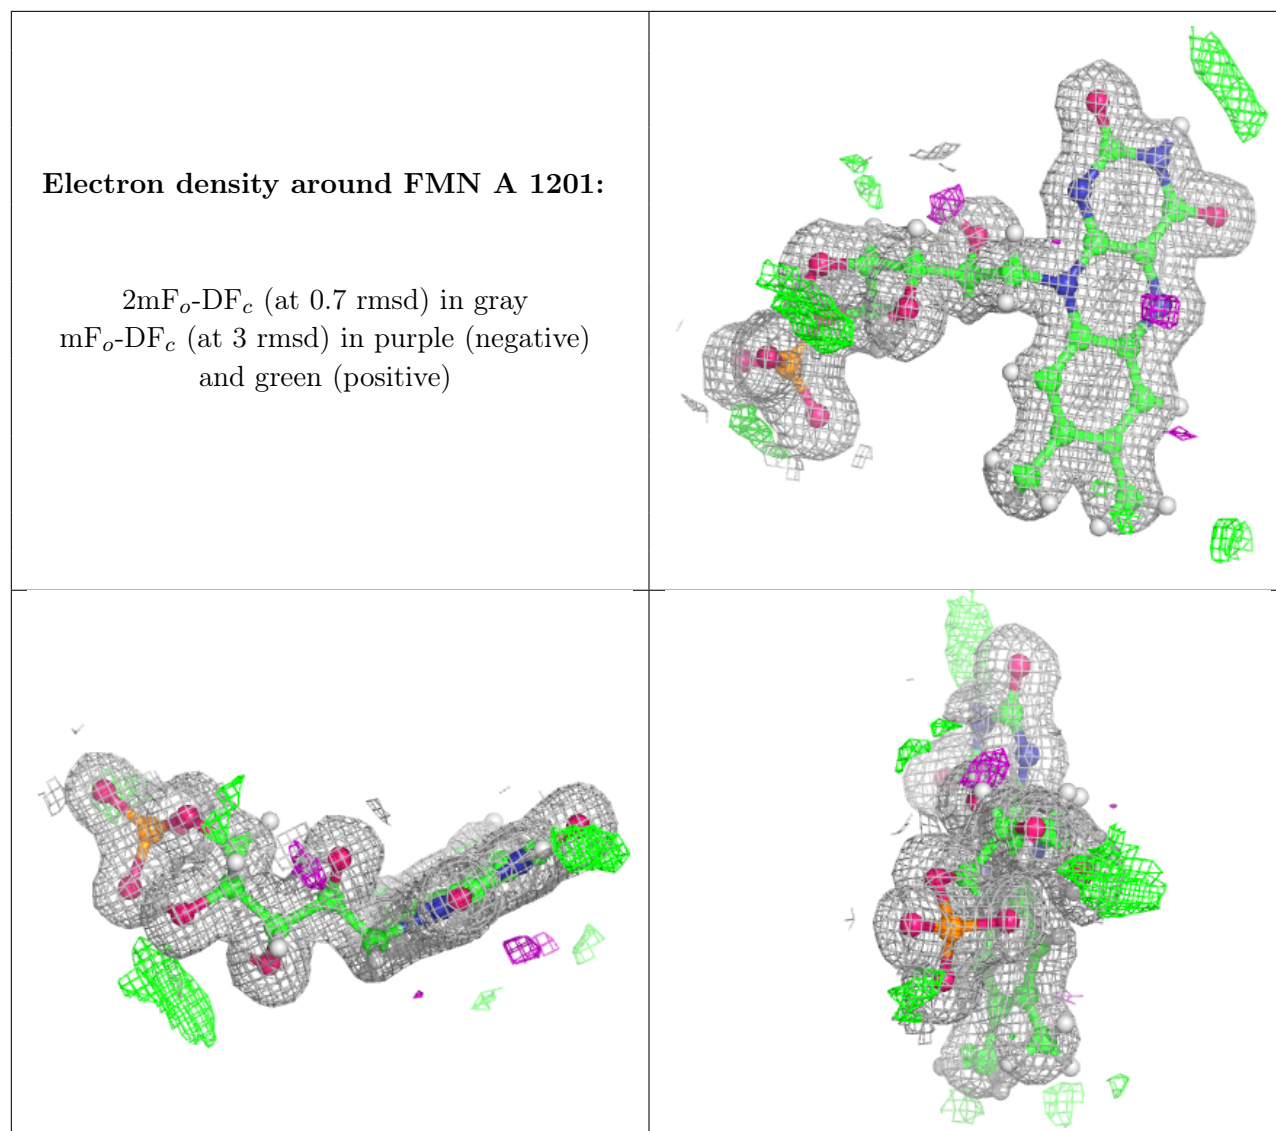 Electron density around FMN A 1201:
2mFo-DFc (at 0.7 rmsd) in gray
mFo-DFc (at 3 rmsd) in purple (negative)
and green (positive)